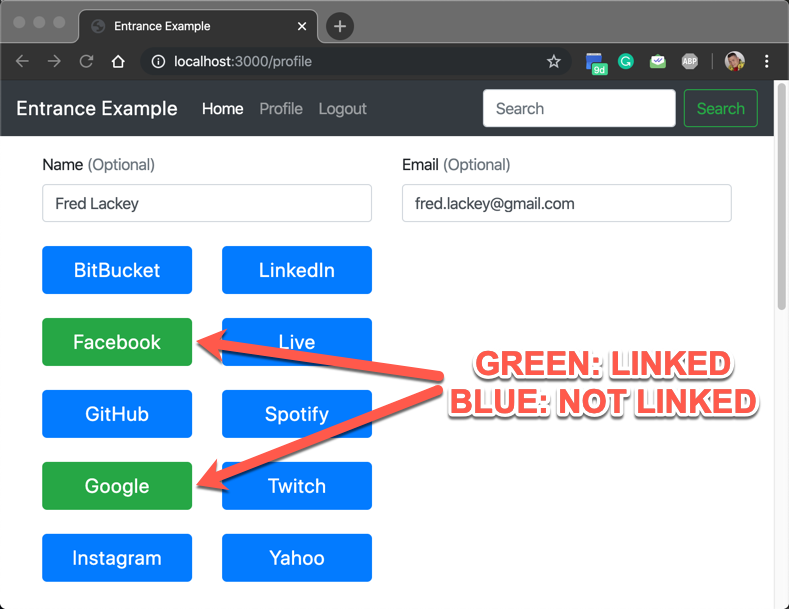 Entrance Example
localhost:3000/profile
9d
G
ABP
Entrance Example Home Profile Logout Search Search
Name (Optional) Email (Optional)
Fred Lackey fred.lackey@gmail.com
BitBucket LinkedIn
Facebook Live
GREEN: LINKED
BLUE: NOT LINKED
GitHub Spotify
Google Twitch
Instagram Yahoo